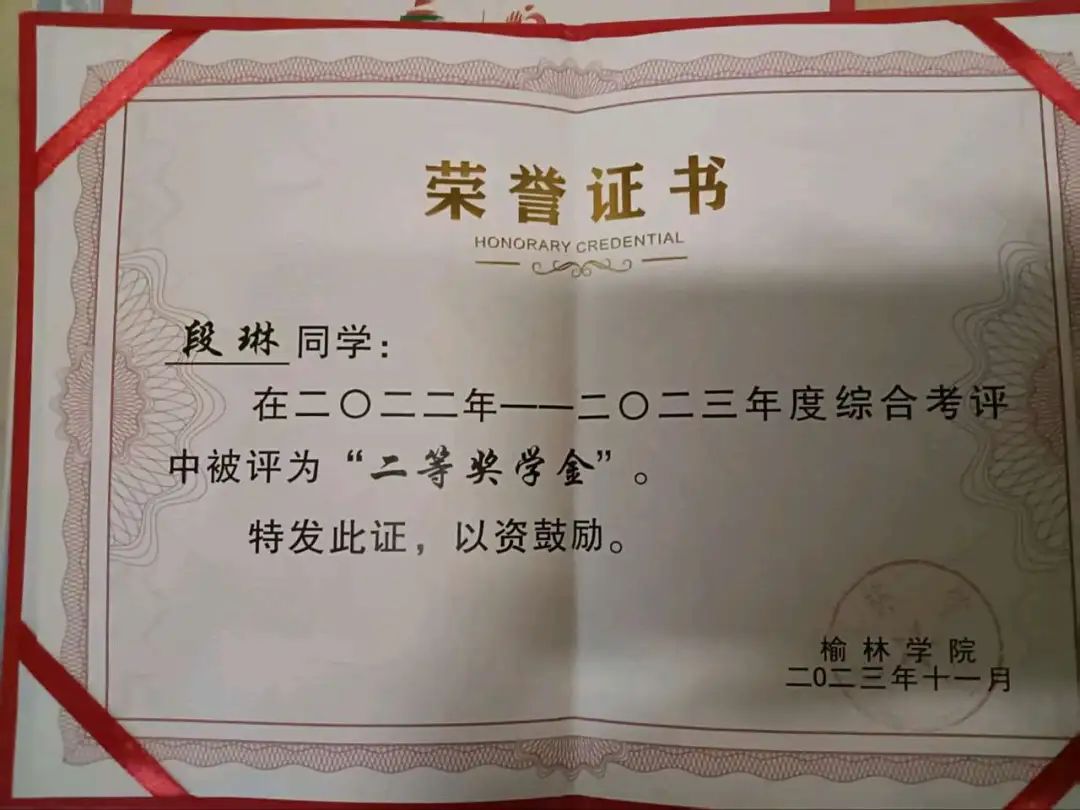 荣誉证书
HONORARY CREDENTIAL
段琳同学：
在二〇二二年——二〇二三年度综合考评
中被评为“二等奖学金”。
特发此证，以资鼓励。
榆林学院
二0二三年十一月